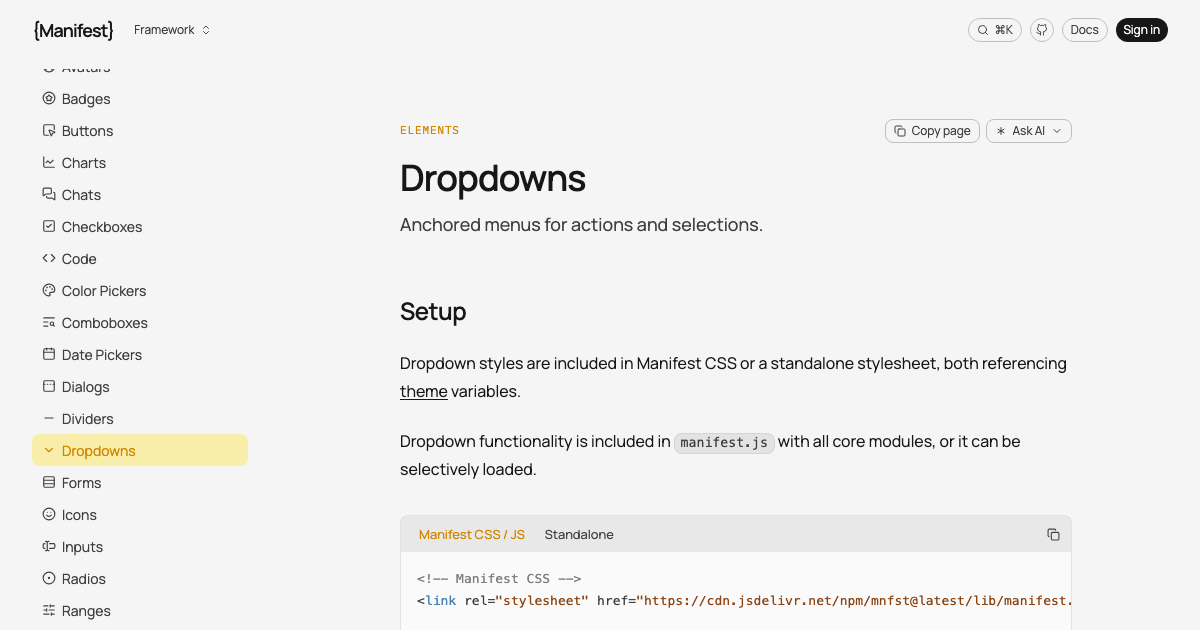 {Manifest}
Framework
⌘K
Docs
Sign in
Avatars
Badges
Buttons
Charts
Chats
Checkboxes
Code
Color Pickers
Comboboxes
Date Pickers
Dialogs
Dividers
Dropdowns
Forms
Icons
Inputs
Radios
Ranges
ELEMENTS
Copy page
Ask AI
Dropdowns
Anchored menus for actions and selections.
Setup
Dropdown styles are included in Manifest CSS or a standalone stylesheet, both referencing
theme variables.
Dropdown functionality is included in manifest.js with all core modules, or it can be
selectively loaded.
Manifest CSS / JS
Standalone
<!-- Manifest CSS -->
<link rel="stylesheet" href="https://cdn.jsdelivr.net/npm/mnfst@latest/lib/manifest.